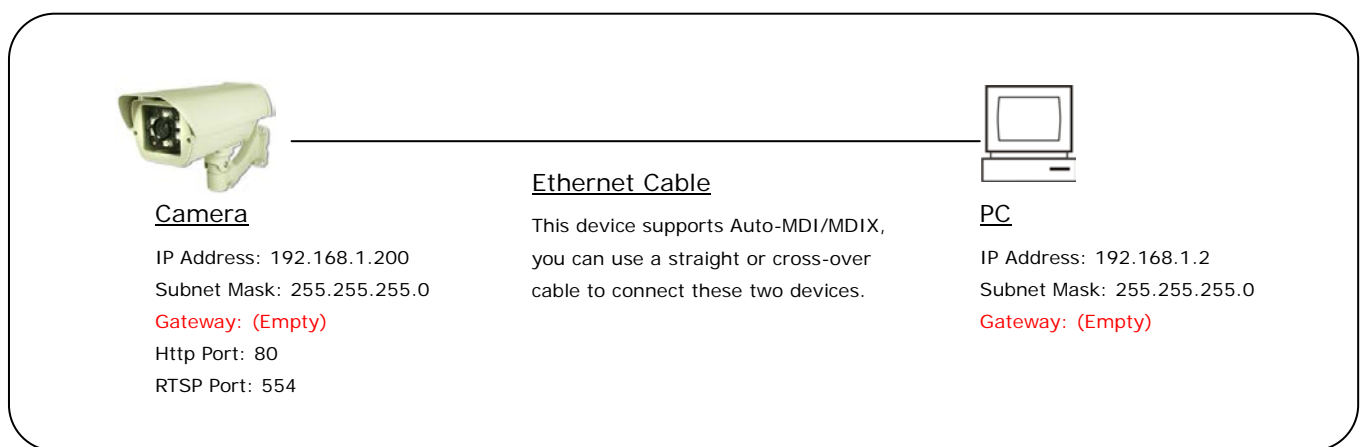 Camera
IP Address: 192.168.1.200
Subnet Mask: 255.255.255.0
Gateway: (Empty)
Http Port: 80
RTSP Port: 554
Ethernet Cable
This device supports Auto-MDI/MDIX,
you can use a straight or cross-over
cable to connect these two devices.
PC
IP Address: 192.168.1.2
Subnet Mask: 255.255.255.0
Gateway: (Empty)